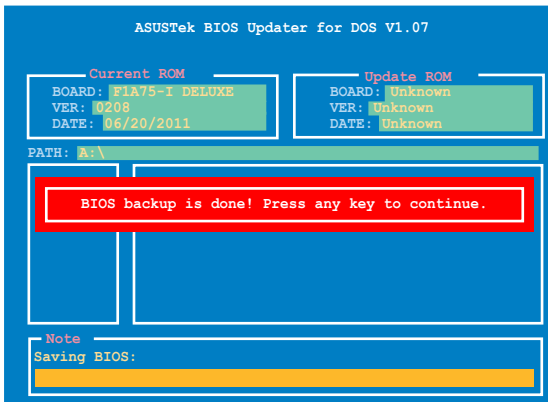 ASUSTek BIOS Updater for DOS V1.07
Current ROM
BOARD: F1A75-I DELUXE
VER: 0208
DATE: 06/20/2011
Update ROM
BOARD: Unknown
VER: Unknown
DATE: Unknown
PATH: A:\
BIOS backup is done! Press any key to continue.
Note
Saving BIOS: